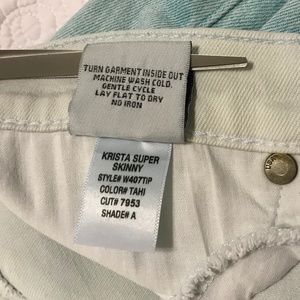 TURN GARMENT INSIDE OUT
MACHINE WASH COLD.
GENTLE CYCLE
LAY FLAT TO DRY
NO IRON
KRISTA SUPER
SKINNY
STYLE# W407TIP
COLOR# TAHI
CUT# 7953
SHADE# A